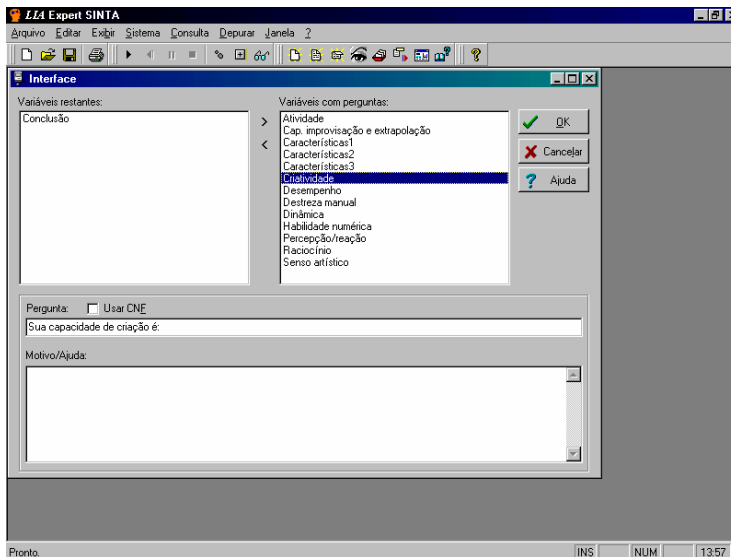 LIA Expert SINTA
Arquivo Editar Exibir Sistema Consulta Depurar Janela ?
Interface
Variáveis restantes:
Conclusão
>
<
Variáveis com perguntas:
Atividade
Cap. improvisação e extrapolação
Características1
Características2
Características3
Criatividade
Desempenho
Destreza manual
Dinâmica
Habilidade numérica
Percepção/reação
Raciocínio
Senso artístico
OK
Cancelar
Ajuda
Pergunta: Usar CNF
Sua capacidade de criação é:
Motivo/Ajuda:
Pronto. INS NUM 13:57